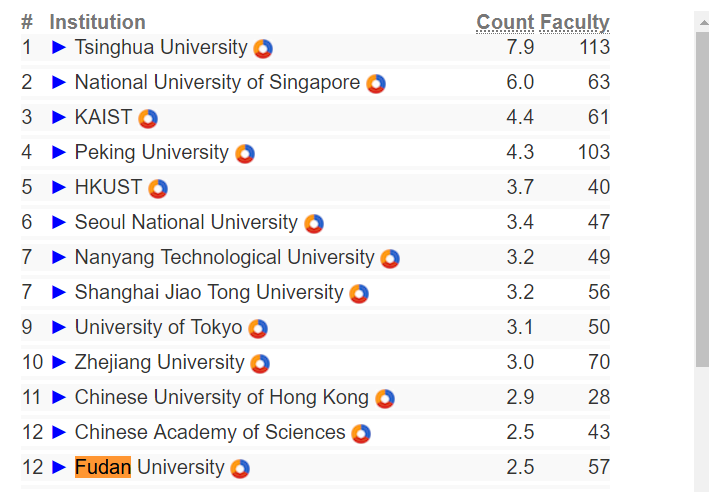 # Institution Count Faculty
1 ► Tsinghua University 7.9 113
2 ► National University of Singapore 6.0 63
3 ► KAIST 4.4 61
4 ► Peking University 4.3 103
5 ► HKUST 3.7 40
6 ► Seoul National University 3.4 47
7 ► Nanyang Technological University 3.2 49
7 ► Shanghai Jiao Tong University 3.2 56
9 ► University of Tokyo 3.1 50
10 ► Zhejiang University 3.0 70
11 ► Chinese University of Hong Kong 2.9 28
12 ► Chinese Academy of Sciences 2.5 43
12 ► Fudan University 2.5 57